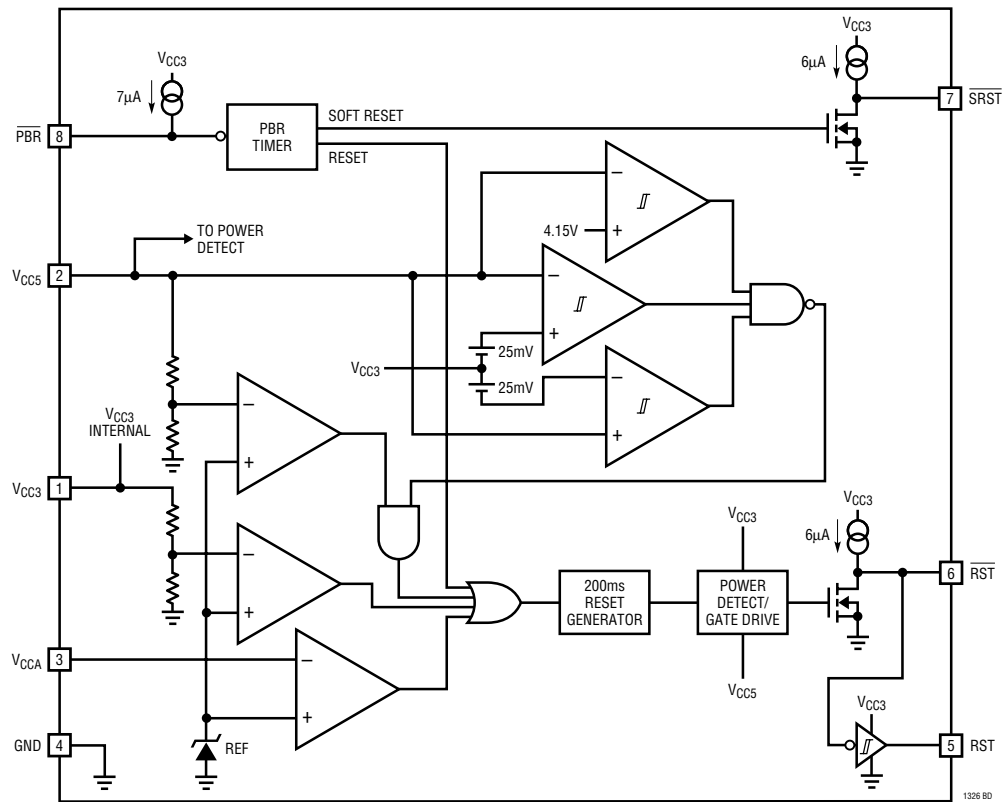 VCC3
6μA
7
SRST
VCC3
7μA
PBR
8
PBR
TIMER
SOFT RESET
RESET
−
4.15V
+
TO POWER
DETECT
VCC5
2
−
+
25mV
VCC3
25mV
−
+
VCC3
INTERNAL
−
+
VCC3
1
VCC3
6μA
6
RST
−
+
200ms
RESET
GENERATOR
VCC3
POWER
DETECT/
GATE DRIVE
VCC5
VCCA
3
−
+
VCC3
GND
4
REF
5
RST
1326 BD